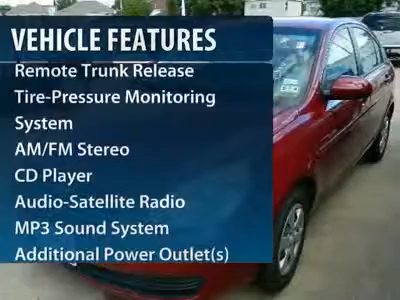 VEHICLE FEATURES
Remote Trunk Release
Tire-Pressure Monitoring
System
AM/FM Stereo
CD Player
Audio-Satellite Radio
MP3 Sound System
Additional Power Outlet(s)